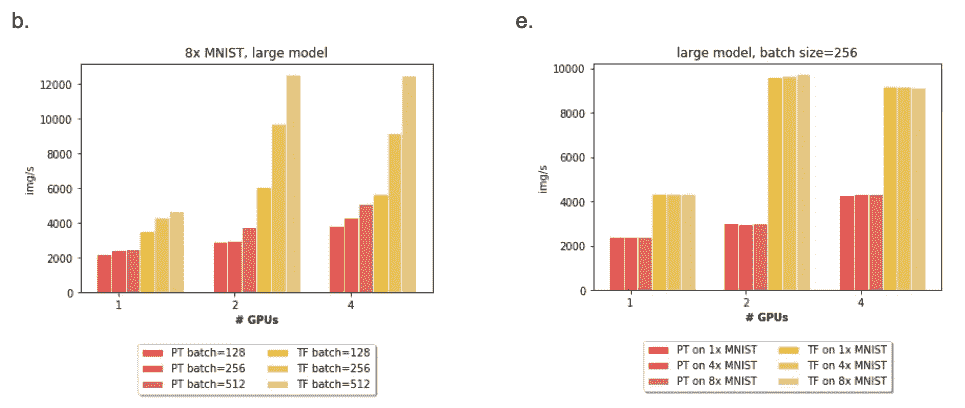 b.
8x MNIST, large model
img/s
12000
10000
8000
6000
4000
2000
0
1 2 4
# GPUs
PT batch=128 TF batch=128
PT batch=256 TF batch=256
PT batch=512 TF batch=512
e.
large model, batch size=256
img/s
10000
8000
6000
4000
2000
0
1 2 4
# GPUs
PT on 1x MNIST TF on 1x MNIST
PT on 4x MNIST TF on 4x MNIST
PT on 8x MNIST TF on 8x MNIST